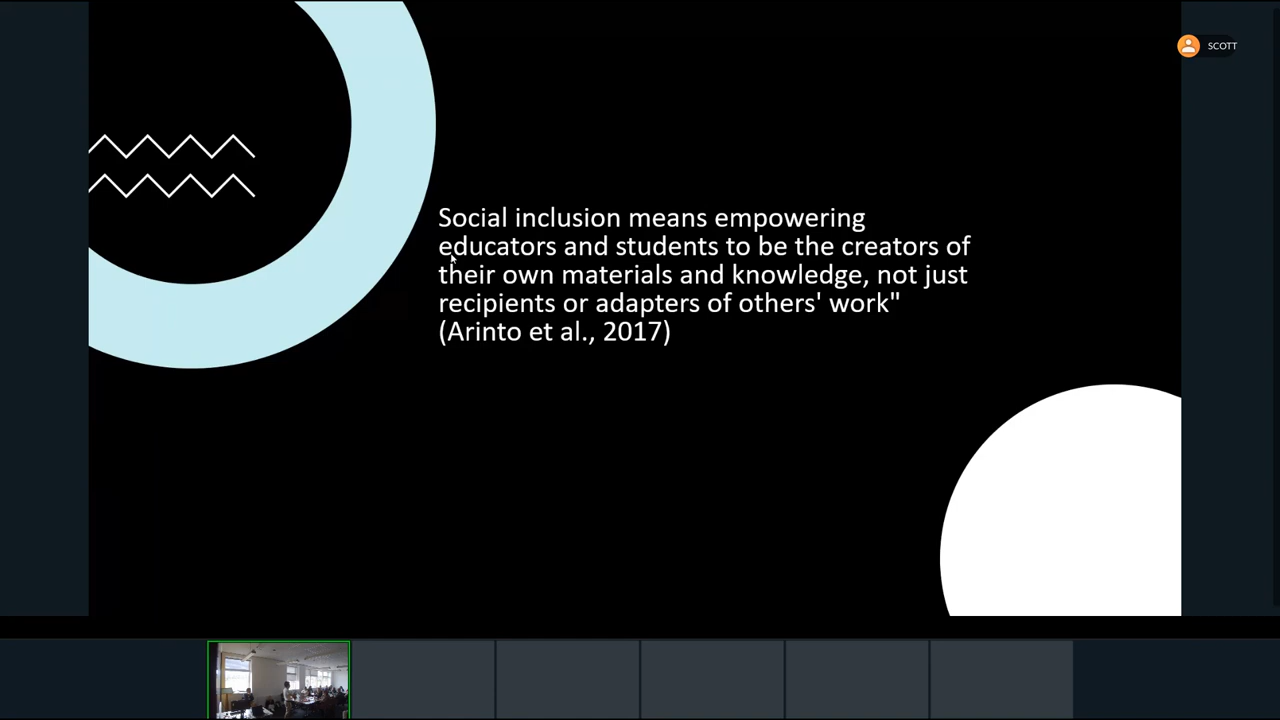 SCOTT
Social inclusion means empowering
educators and students to be the creators of
their own materials and knowledge, not just
recipients or adapters of others' work"
(Arinto et al., 2017)